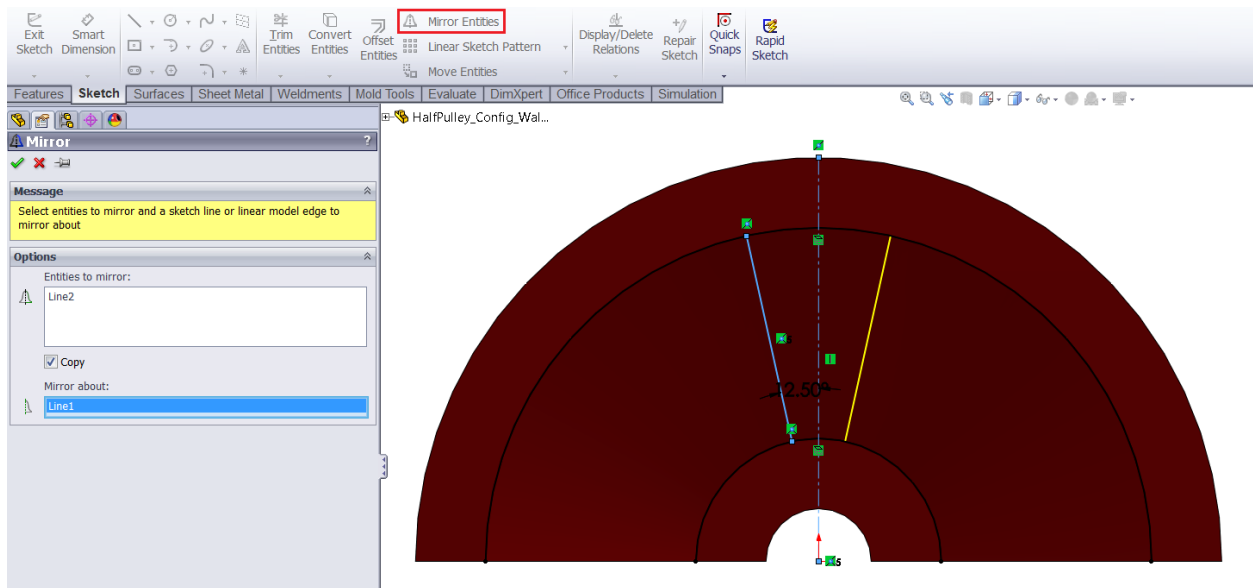 Exit Sketch
Smart Dimension
Trim Entities
Convert Entities
Offset Entities
Mirror Entities
Linear Sketch Pattern
Move Entities
Display/Delete Relations
Repair Sketch
Quick Snaps
Rapid Sketch
Features Sketch Surfaces Sheet Metal Weldments Mold Tools Evaluate DimXpert Office Products Simulation
HalfPulley_Config_Wal...
Mirror ?
Message
Select entities to mirror and a sketch line or linear model edge to
mirror about
Options
Entities to mirror:
Line2
Copy
Mirror about:
Line1
12.50°
5